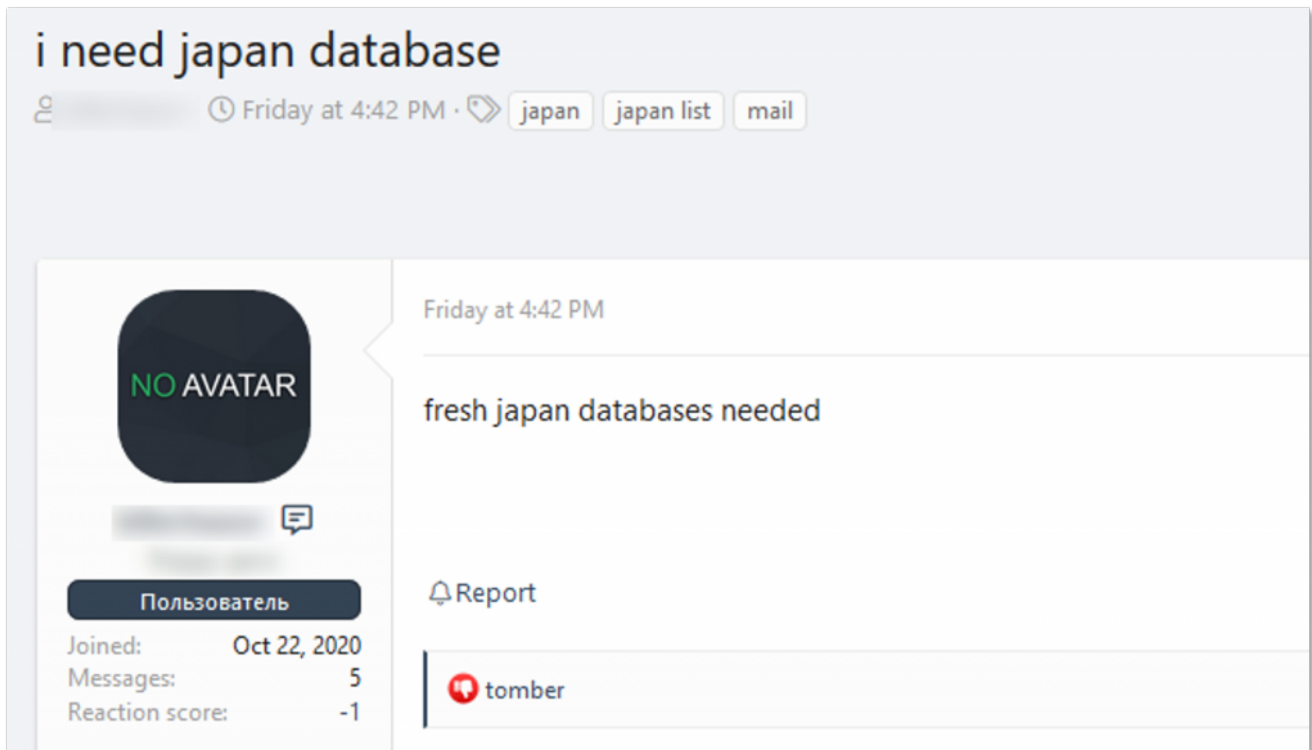 i need japan database
Friday at 4:42 PM · japan japan list mail
NO AVATAR
Пользователь
Joined: Oct 22, 2020
Messages: 5
Reaction score: -1
Friday at 4:42 PM
fresh japan databases needed
Report
tomber